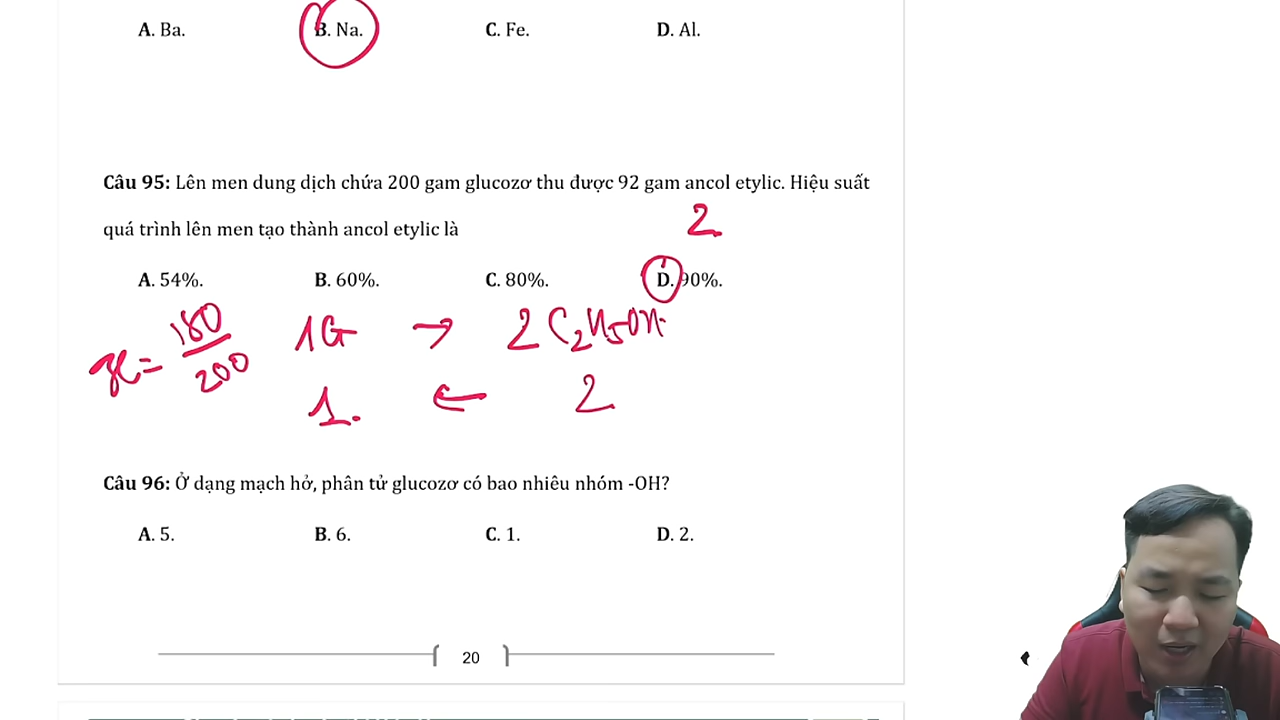 A. Ba. B. Na. C. Fe. D. Al.
Câu 95: Lên men dung dịch chứa 200 gam glucozơ thu được 92 gam ancol etylic. Hiệu suất
2
quá trình lên men tạo thành ancol etylic là
A. 54%. B. 60%. C. 80%. D. 90%.
= 180/200 1G → 2 C2H5OH
1. ← 2
Câu 96: Ở dạng mạch hở, phân tử glucozơ có bao nhiêu nhóm -OH?
A. 5. B. 6. C. 1. D. 2.
20